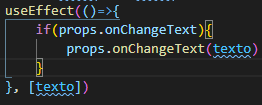 useEffect(()=>{
    if(props.onChangeText){
        props.onChangeText(texto)
    }
}, [texto])